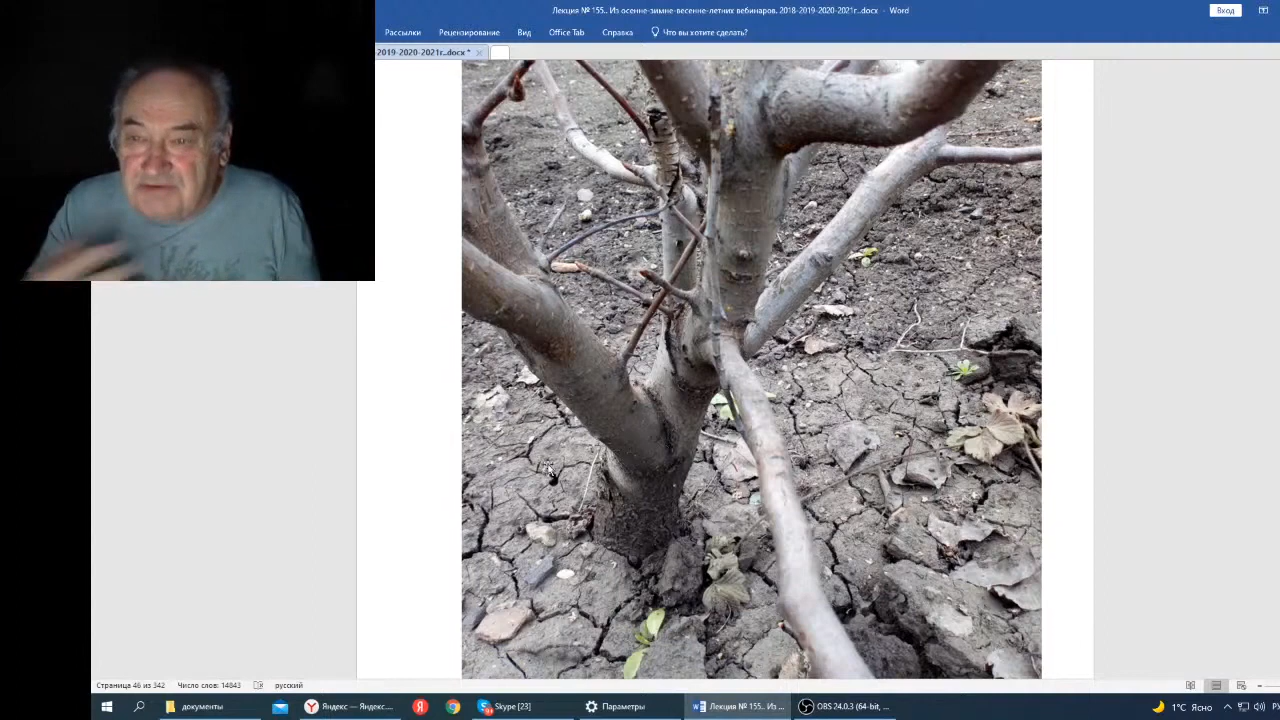 Лекция № 155.. Из осенне-зимне-весенне-летних вебинаров. 2018-2019-2020-2021г...docx - Word
Вход
Рассылки Рецензирование Вид Office Tab Справка Что вы хотите сделать?
2019-2020-2021г...docx *
Страница 46 из 342 Число слов: 14843 русский
документы Яндекс — Яндекс.... Skype [23] Параметры Лекция № 155.. Из ... OBS 24.0.3 (64-bit, ... 1°C Ясно